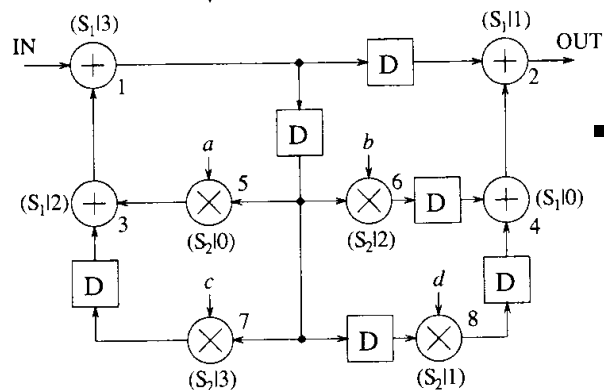 (S₁|3)
(S₁|1)
IN
+
D
+
OUT
1
2
D
a
b
(S₁|2)
+
5
6
D
+
(S₁|0)
3
(S₂|0)
(S₂|2)
4
D
c
d
D
7
D
8
(S₂|3)
(S₂|1)